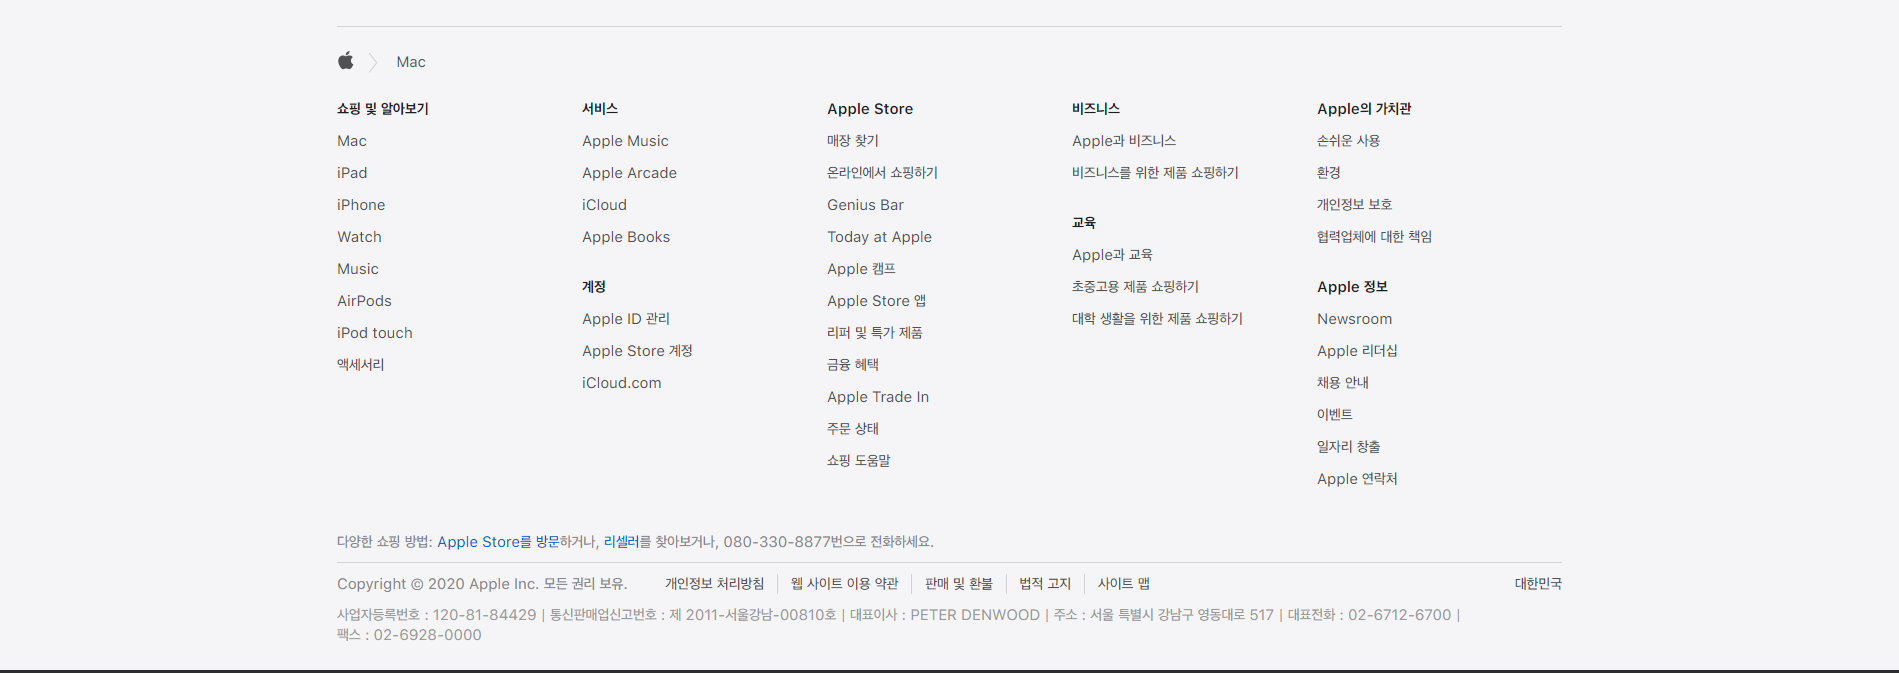 Mac
쇼핑 및 알아보기
Mac
iPad
iPhone
Watch
Music
AirPods
iPod touch
액세서리
서비스
Apple Music
Apple Arcade
iCloud
Apple Books
계정
Apple ID 관리
Apple Store 계정
iCloud.com
Apple Store
매장 찾기
온라인에서 쇼핑하기
Genius Bar
Today at Apple
Apple 캠프
Apple Store 앱
리퍼 및 특가 제품
금융 혜택
Apple Trade In
주문 상태
쇼핑 도움말
비즈니스
Apple과 비즈니스
비즈니스를 위한 제품 쇼핑하기
교육
Apple과 교육
초중고용 제품 쇼핑하기
대학 생활을 위한 제품 쇼핑하기
Apple의 가치관
손쉬운 사용
환경
개인정보 보호
협력업체에 대한 책임
Apple 정보
Newsroom
Apple 리더십
채용 안내
이벤트
일자리 창출
Apple 연락처
다양한 쇼핑 방법: Apple Store를 방문하거나, 리셀러를 찾아보거나, 080-330-8877번으로 전화하세요.
Copyright © 2020 Apple Inc. 모든 권리 보유. 개인정보 처리방침 | 웹 사이트 이용 약관 | 판매 및 환불 | 법적 고지 | 사이트 맵 대한민국
사업자등록번호 : 120-81-84429 | 통신판매업신고번호 : 제 2011-서울강남-00810호 | 대표이사 : PETER DENWOOD | 주소 : 서울 특별시 강남구 영동대로 517 | 대표전화 : 02-6712-6700 |
팩스 : 02-6928-0000